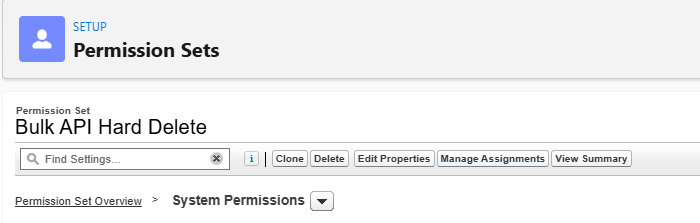 SETUP
Permission Sets
Permission Set
Bulk API Hard Delete
Find Settings... i Clone Delete Edit Properties Manage Assignments View Summary
Permission Set Overview > System Permissions